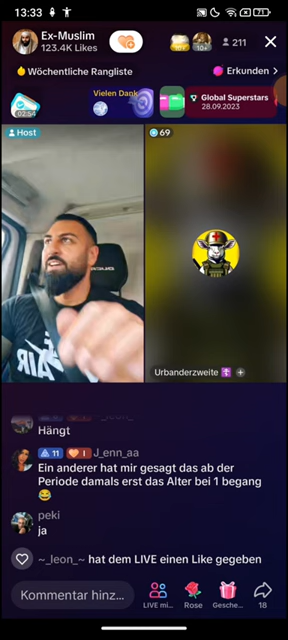 13:33
71
Ex-Muslim
123.4K Likes
10+
211
Wöchentliche Rangliste
Erkunden >
02:54
Vielen Dank
Global Superstars
28.09.2023
Host
69
AIR
Urbanderzweite
_leon_~
Hängt
11
1
J_enn_aa
Ein anderer hat mir gesagt das ab der
Periode damals erst das Alter bei 1 begang
peki
ja
~_leon_~ hat dem LIVE einen Like gegeben
Kommentar hinz...
LIVE mi...
Rose
Gesche...
18